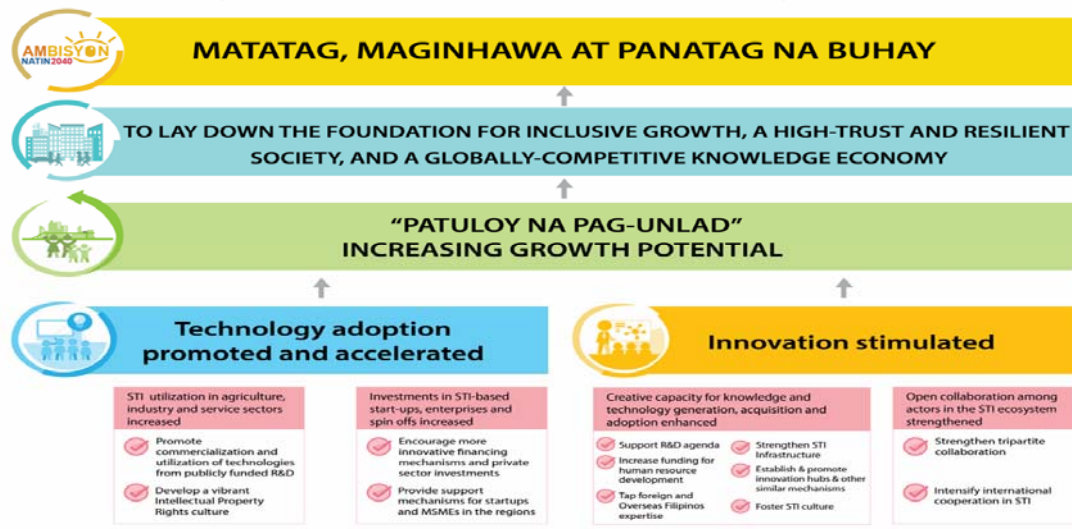 AMBISYON
NATIN2040
MATATAG, MAGINHAWA AT PANATAG NA BUHAY
TO LAY DOWN THE FOUNDATION FOR INCLUSIVE GROWTH, A HIGH-TRUST AND RESILIENT
SOCIETY, AND A GLOBALLY-COMPETITIVE KNOWLEDGE ECONOMY
“PATULOY NA PAG-UNLAD”
INCREASING GROWTH POTENTIAL
Technology adoption
promoted and accelerated
STI utilization in agriculture,
industry and service sectors
increased
Promote
commercialization and
utilization of technologies
from publicly funded R&D
Develop a vibrant
Intellectual Property
Rights culture
Investments in STI-based
start-ups, enterprises and
spin offs increased
Encourage more
innovative financing
mechanisms and private
sector investments
Provide support
mechanisms for startups
and MSMEs in the regions
Innovation stimulated
Creative capacity for knowledge and
technology generation, acquisition and
adoption enhanced
Support R&D agenda
Increase funding for
human resource
development
Tap foreign and
Overseas Filipinos
expertise
Strengthen STI
Infrastructure
Establish & promote
innovation hubs & other
similar mechanisms
Foster STI culture
Open collaboration among
actors in the STI ecosystem
strengthened
Strengthen tripartite
collaboration
Intensify international
cooperation in STI